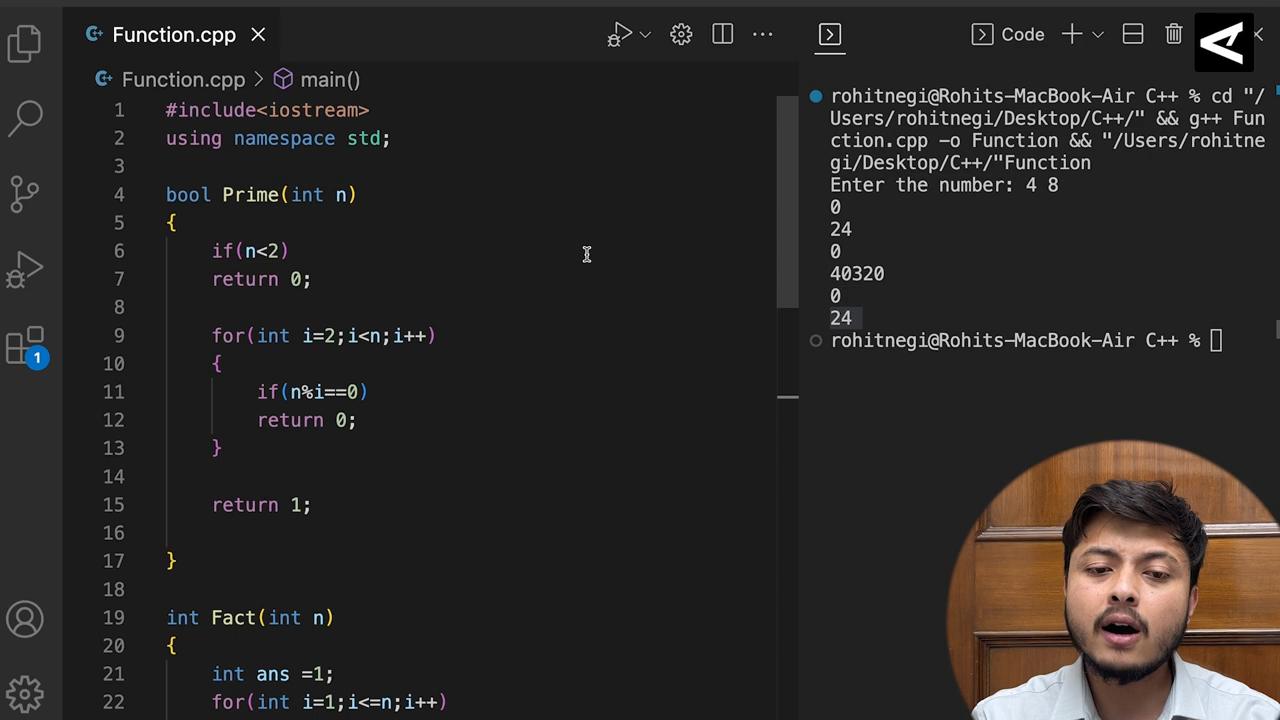 Function.cpp
Code
Function.cpp > main()
1 #include<iostream>
2 using namespace std;
3
4 bool Prime(int n)
5 {
6 if(n<2)
7 return 0;
8
9 for(int i=2;i<n;i++)
10 {
11 if(n%i==0)
12 return 0;
13 }
14
15 return 1;
16
17 }
18
19 int Fact(int n)
20 {
21 int ans =1;
22 for(int i=1;i<=n;i++)
rohitnegi@Rohits-MacBook-Air C++ % cd "/
Users/rohitnegi/Desktop/C++/" && g++ Fun
ction.cpp -o Function && "/Users/rohitne
gi/Desktop/C++/"Function
Enter the number: 4 8
0
24
0
40320
0
24
rohitnegi@Rohits-MacBook-Air C++ %
1